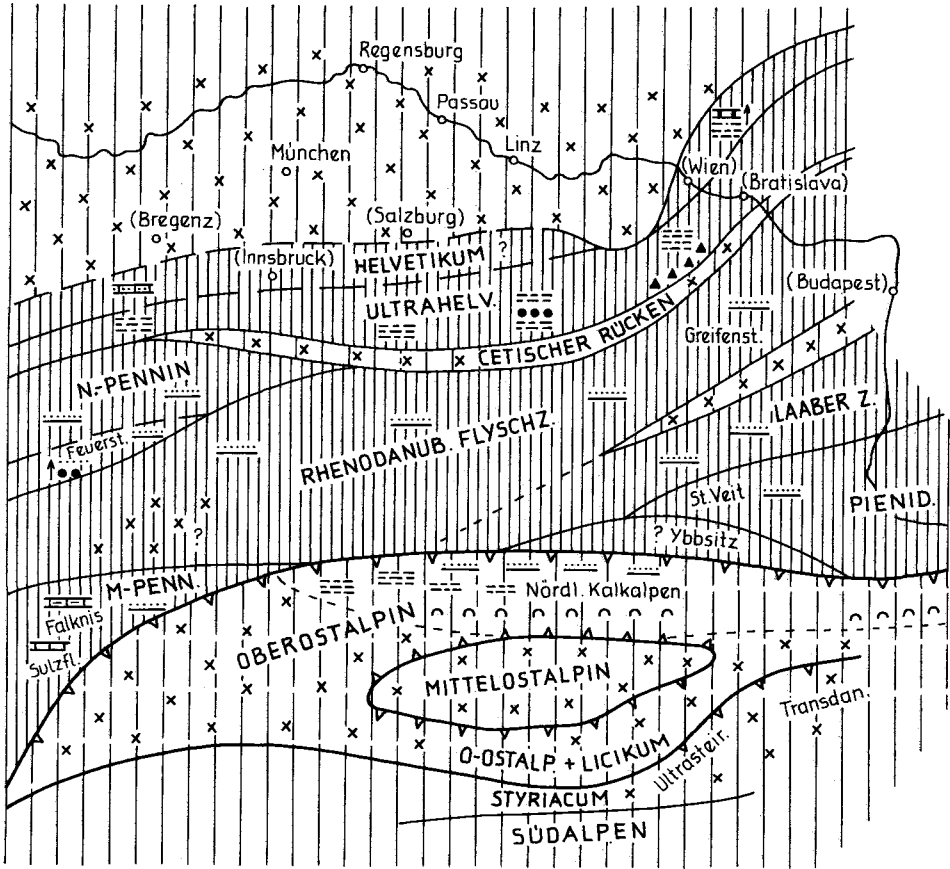 Regensburg
Passau
München
Linz
(Wien)
(Bratislava)
(Bregenz)
(Salzburg)
(Innsbruck)
HELVETIKUM ?
(Budapest)
ULTRAHELV.
CETISCHER RÜCKEN
Greifenst.
N.-PENNIN
LAABER Z.
Feuerst.
RHENODANUB. FLYSCHZ.
St.Veit
PIENID.
?
? Ybbsitz
M-PENN.
Nördl. Kalkalpen
Falknis
OBEROSTALPIN
Sulzfl.
MITTELOSTALPIN
Transdan.
O-OSTALP. + LICIKUM
Ultrasteir.
STYRIACUM
SÜDALPEN